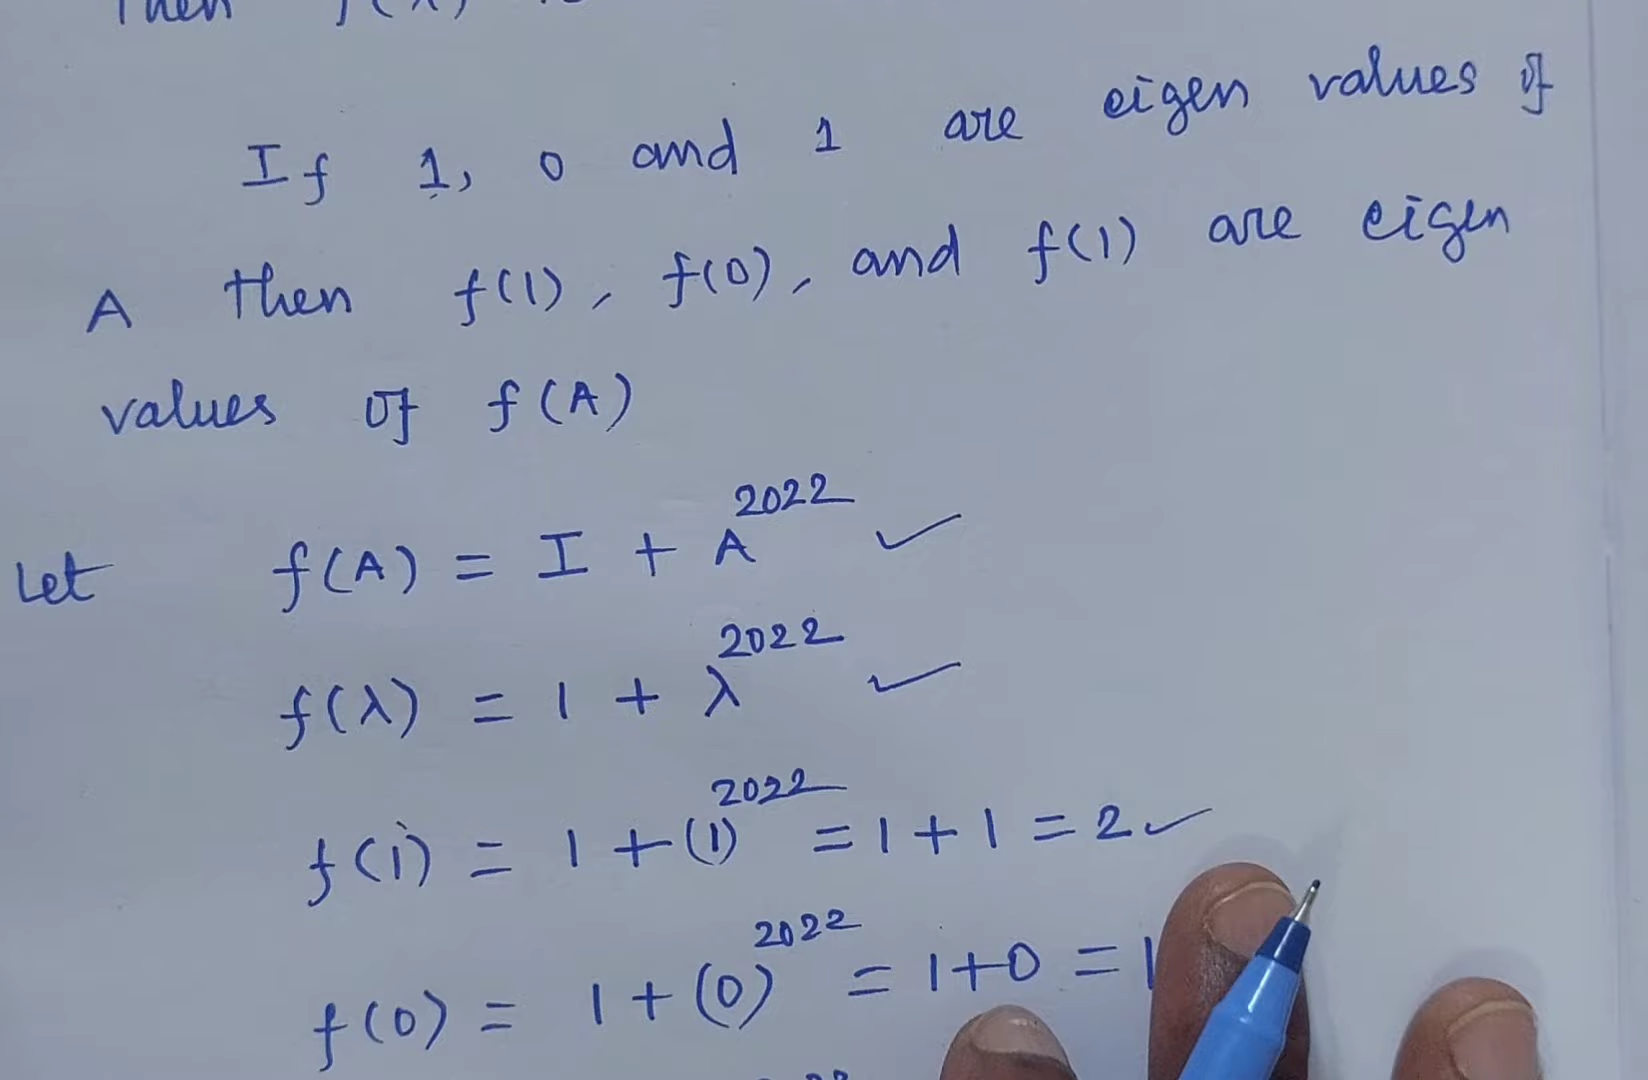 Then f(λ)
If 1, 0 and 1 are eigen values of
A then f(1), f(0), and f(1) are eigen
values of f(A)
Let f(A) = I + A^2022 ✓
f(λ) = 1 + λ^2022 ✓
f(1) = 1 + (1)^2022 = 1 + 1 = 2 ✓
f(0) = 1 + (0)^2022 = 1+0 = 1